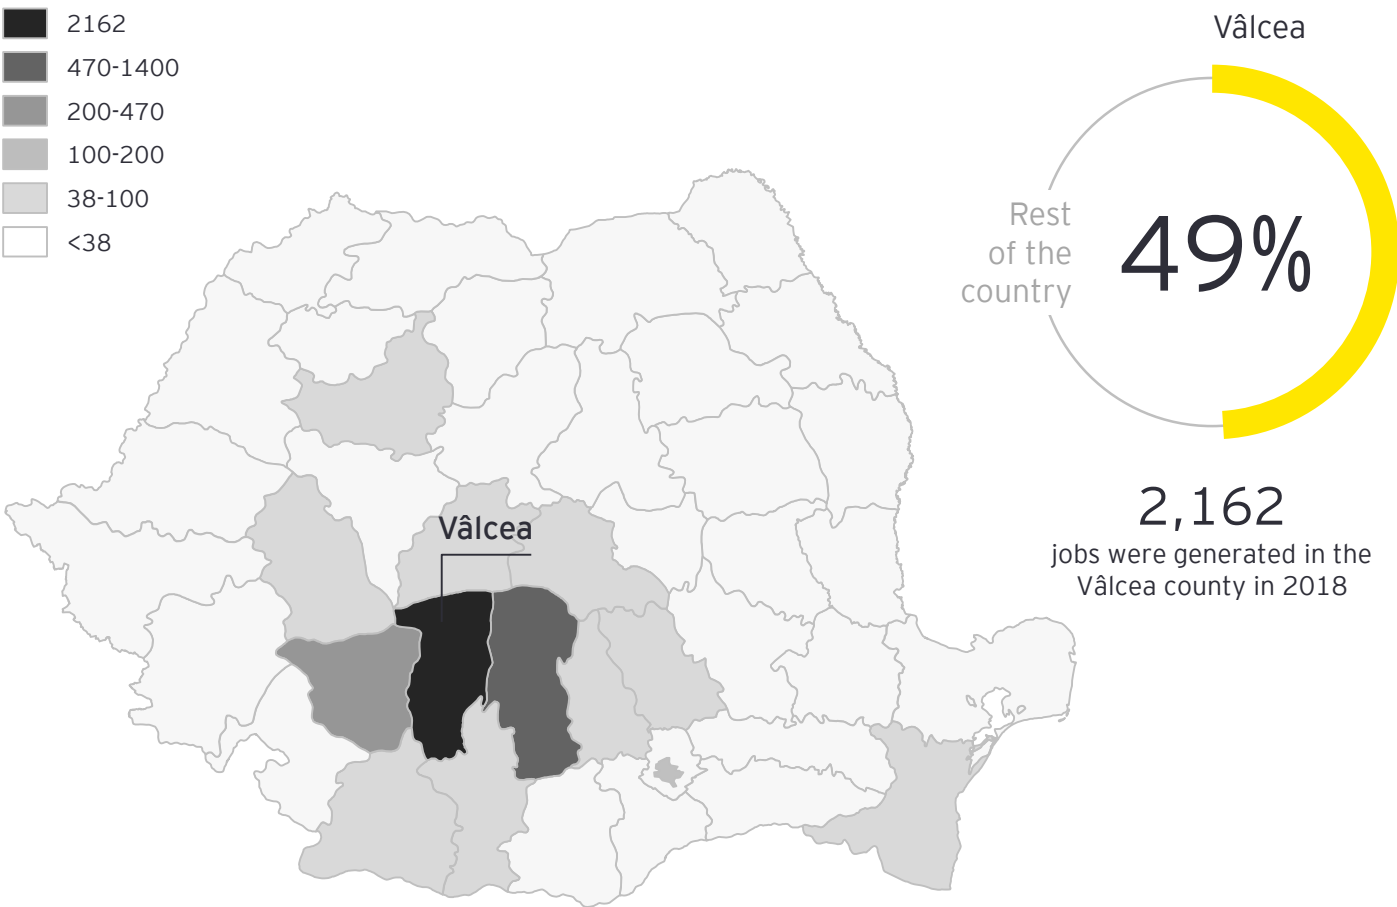 2162
470-1400
200-470
100-200
38-100
<38
Vâlcea
Vâlcea
Rest
of the
country
49%
2,162
jobs were generated in the
Vâlcea county in 2018